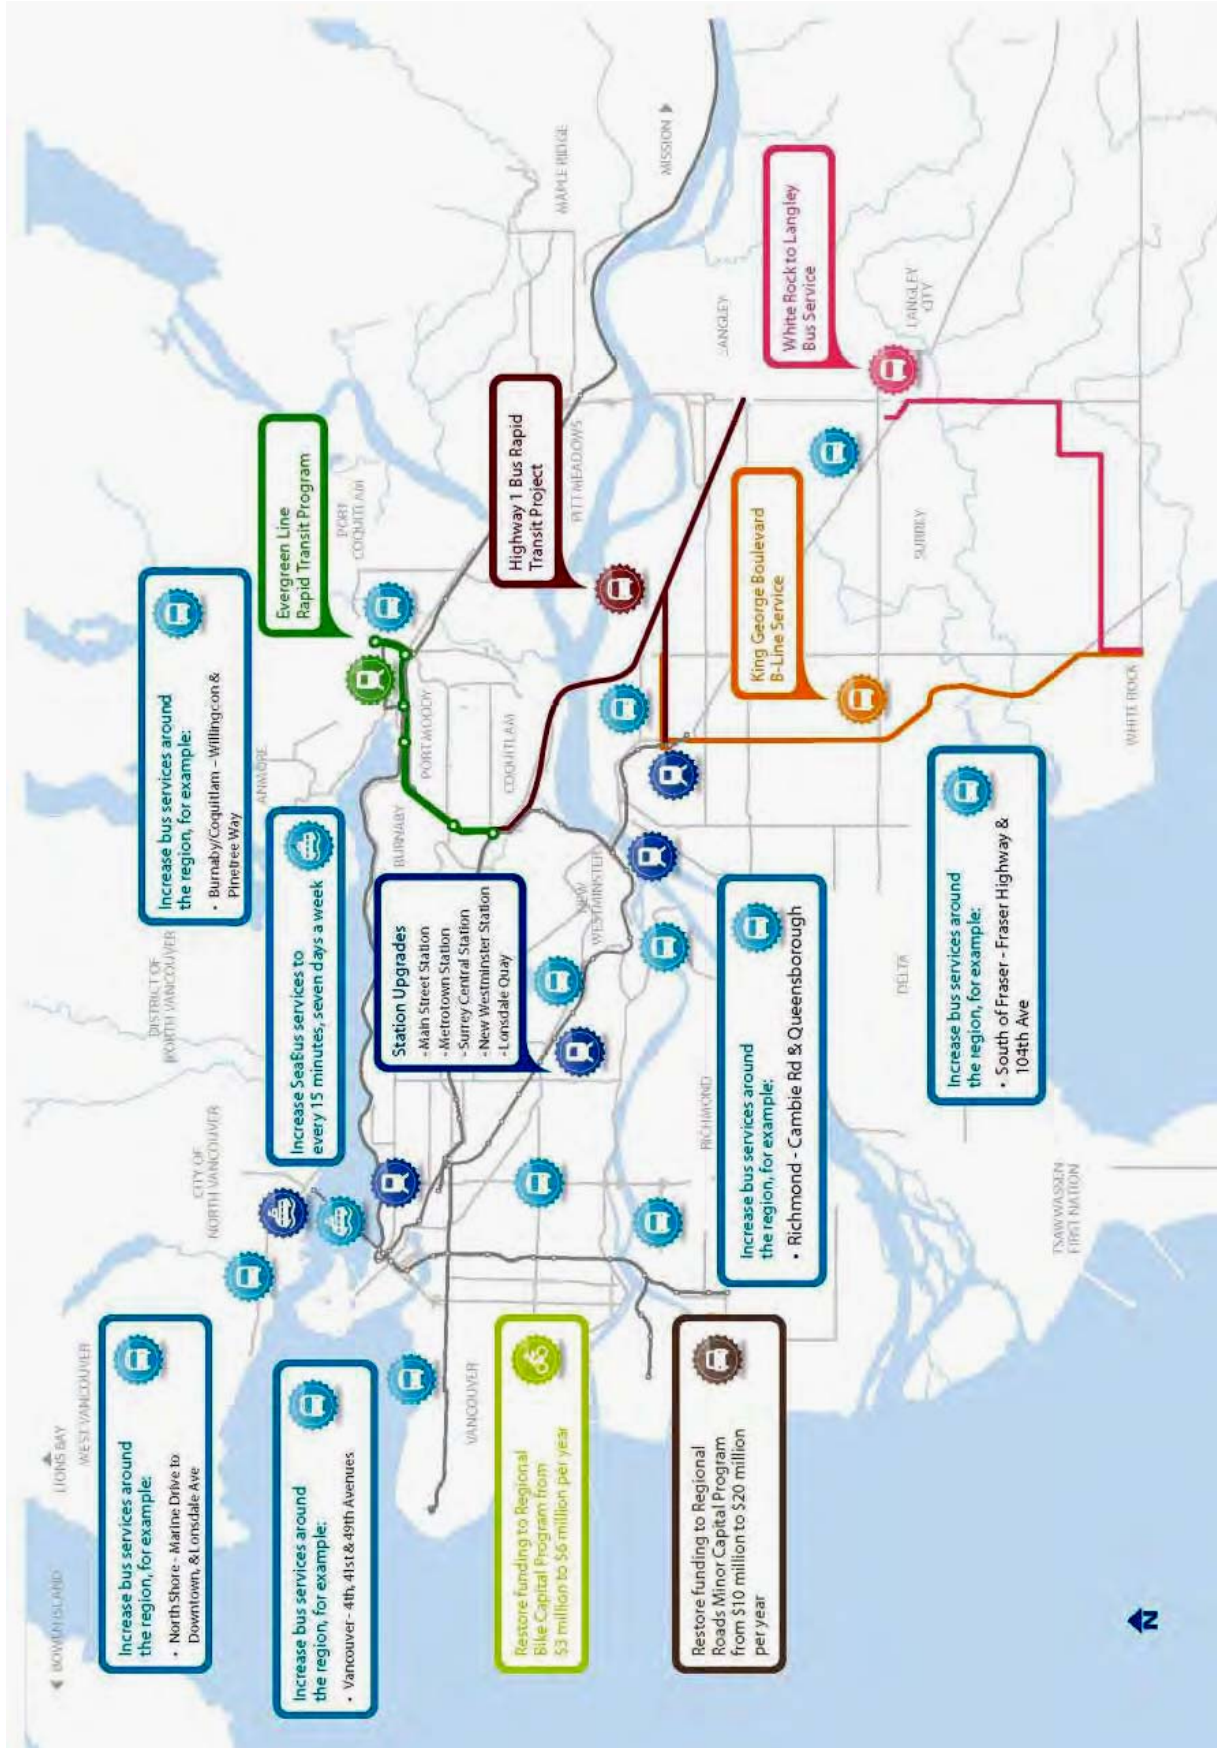 ◀ BOWEN ISLAND
▲
LIONS BAY
WEST VANCOUVER
Increase bus services around
the region, for example:
• North Shore - Marine Drive to
Downtown, & Lonsdale Ave
CITY OF
NORTH VANCOUVER
DISTRICT OF
NORTH VANCOUVER
Increase bus services around
the region, for example:
• Burnaby/Coquitlam - Willingdon &
Pinetree Way
ANMORE
Increase SeaBus services to
every 15 minutes, seven days a week
Evergreen Line
Rapid Transit Program
PORT
COQUITLAM
Increase bus services around
the region, for example:
• Vancouver - 4th, 41st & 49th Avenues
BURNABY
PORT MOODY
Station Upgrades
- Main Street Station
- Metrotown Station
- Surrey Central Station
- New Westminster Station
- Lonsdale Quay
VANCOUVER
COQUITLAM
Highway 1 Bus Rapid
Transit Project
MAPLE RIDGE
PITT MEADOWS
MISSION ▶
Restore funding to Regional
Bike Capital Program from
$3 million to $6 million per year
NEW
WESTMINSTER
Restore funding to Regional
Roads Minor Capital Program
from $10 million to $20 million
per year
RICHMOND
Increase bus services around
the region, for example:
• Richmond - Cambie Rd & Queensborough
King George Boulevard
B-Line Service
LANGLEY
White Rock to Langley
Bus Service
DELTA
SURREY
LANGLEY
CITY
Increase bus services around
the region, for example:
• South of Fraser - Fraser Highway &
104th Ave
TSAWWASSEN
FIRST NATION
WHITE ROCK
N